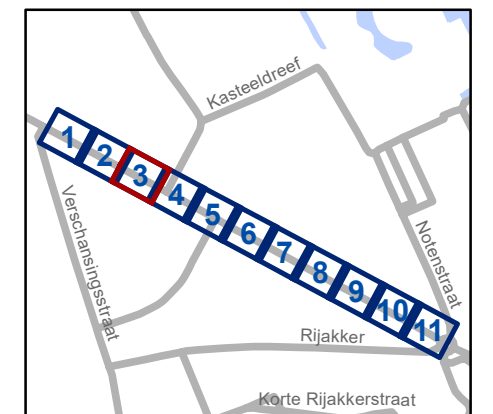 Kasteeldreef
1
2
3
4
5
6
7
8
9
10
11
Verschansingsstraat
Notenstraat
Rijakker
Korte Rijakkerstraat